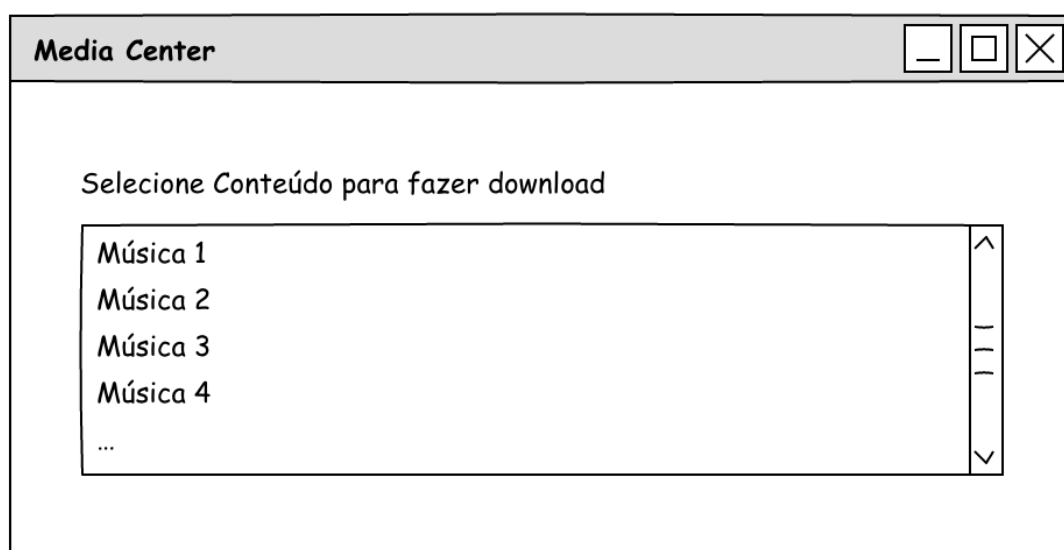 Media Center
Selecione Conteúdo para fazer download
Música 1
Música 2
Música 3
Música 4
...